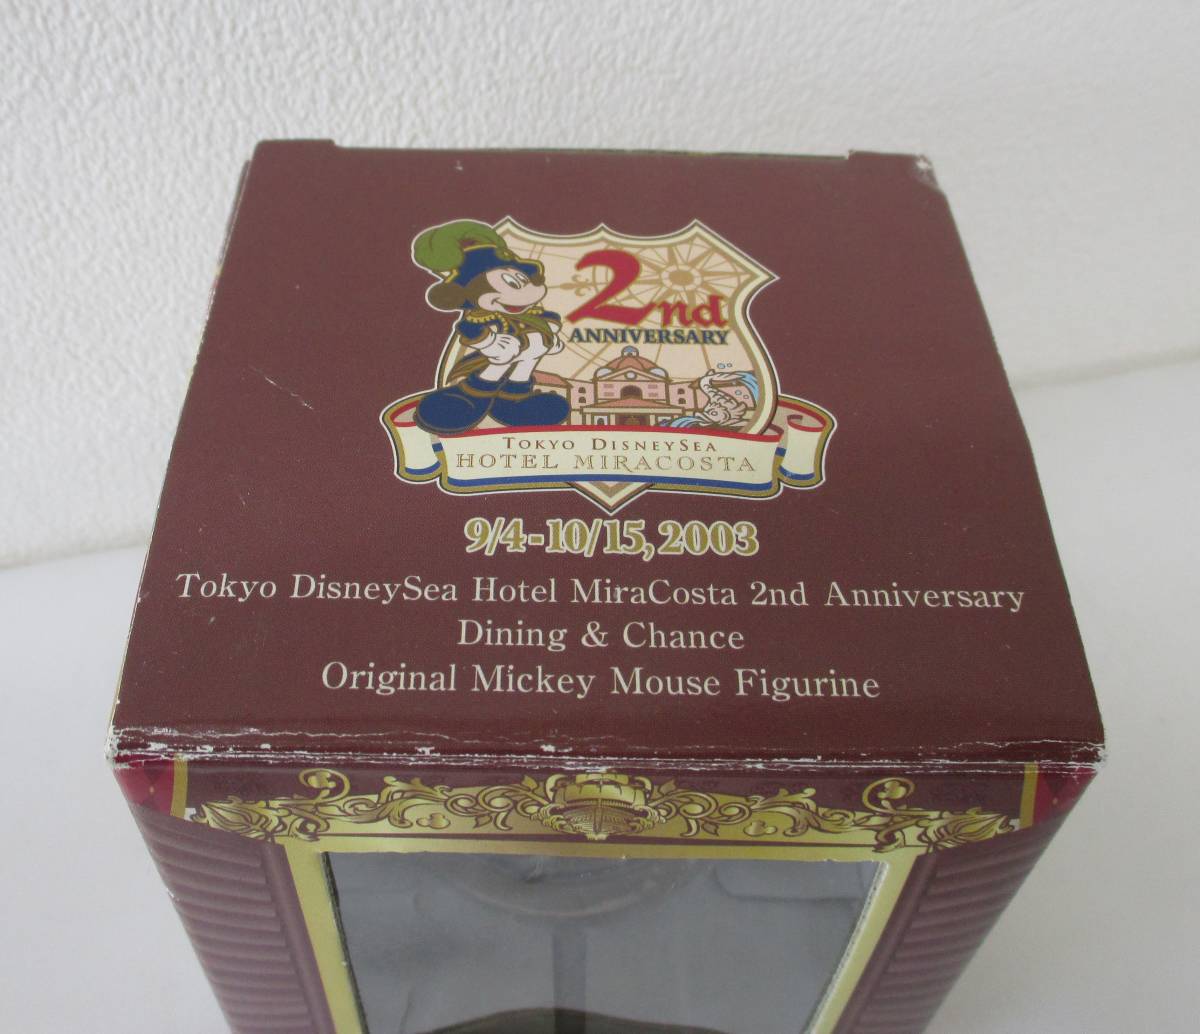 2nd
ANNIVERSARY
TOKYO DISNEYSEA
HOTEL MIRACOSTA
9/4-10/15, 2003
Tokyo DisneySea Hotel MiraCosta 2nd Anniversary
Dining & Chance
Original Mickey Mouse Figurine